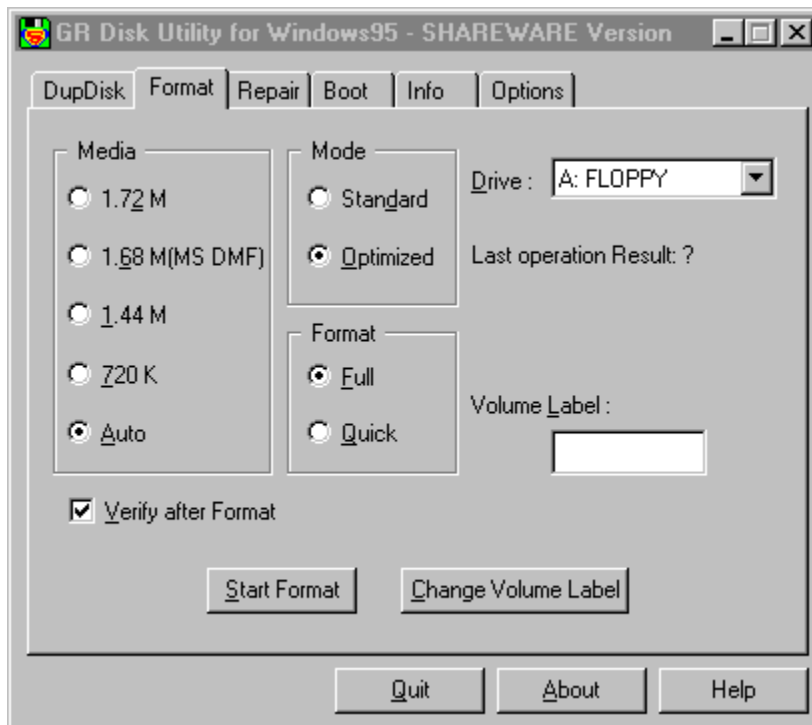 GR Disk Utility for Windows95 - SHAREWARE Version
DupDisk Format Repair Boot Info Options
Media
1.72 M
1.68 M(MS DMF)
1.44 M
720 K
Auto
Mode
Standard
Optimized
Format
Full
Quick
Drive : A: FLOPPY
Last operation Result: ?
Volume Label :
Verify after Format
Start Format Change Volume Label
Quit About Help